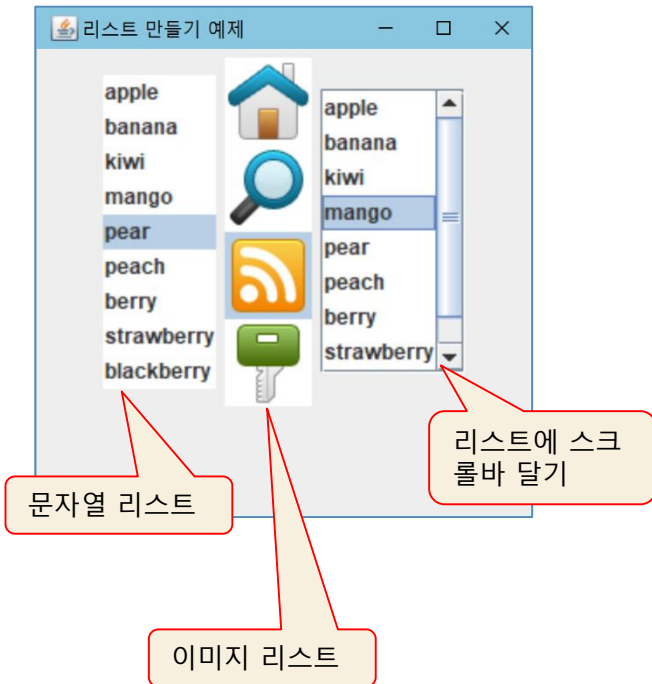 리스트 만들기 예제
apple
banana
kiwi
mango
pear
peach
berry
strawberry
blackberry
apple
banana
kiwi
mango
pear
peach
berry
strawberry
리스트에 스크
롤바 달기
문자열 리스트
이미지 리스트